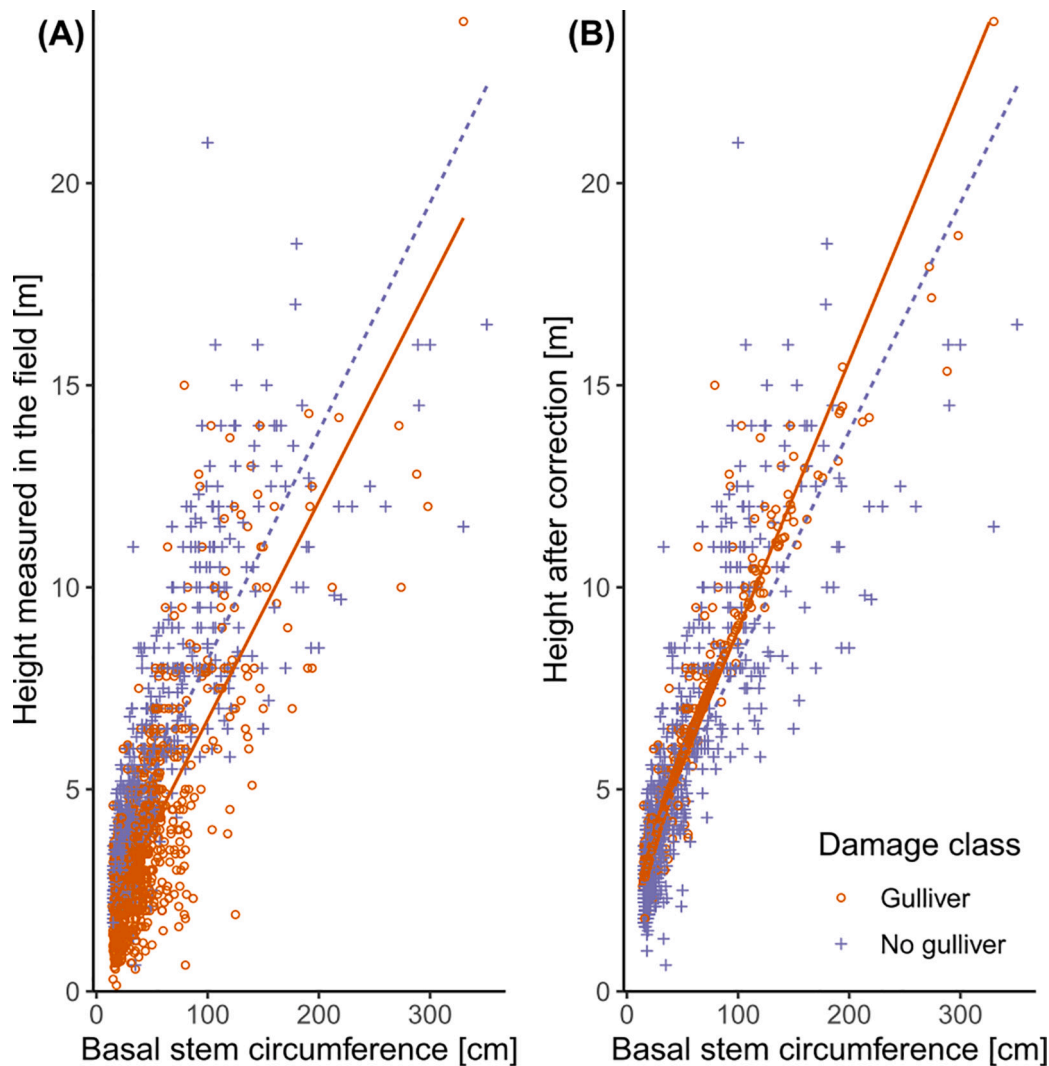 (A)
Height measured in the field [m]
20
15
10
5
0
0 100 200 300
Basal stem circumference [cm]
(B)
Height after correction [m]
20
15
10
5
0
0 100 200 300
Basal stem circumference [cm]
Damage class
Gulliver
No gulliver